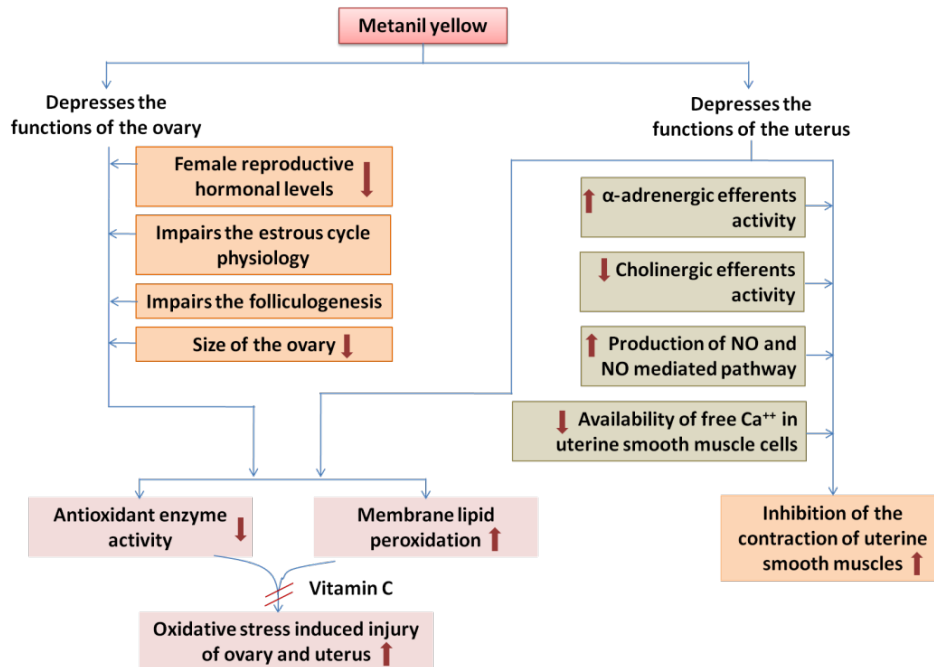 Metanil yellow
Depresses the
functions of the ovary
Female reproductive
hormonal levels
Impairs the estrous cycle
physiology
Impairs the folliculogenesis
Size of the ovary
Depresses the
functions of the uterus
α-adrenergic efferents
activity
Cholinergic efferents
activity
Production of NO and
NO mediated pathway
Availability of free Ca⁺⁺ in
uterine smooth muscle cells
Antioxidant enzyme
activity
Membrane lipid
peroxidation
Inhibition of the
contraction of uterine
smooth muscles
Vitamin C
Oxidative stress induced injury
of ovary and uterus